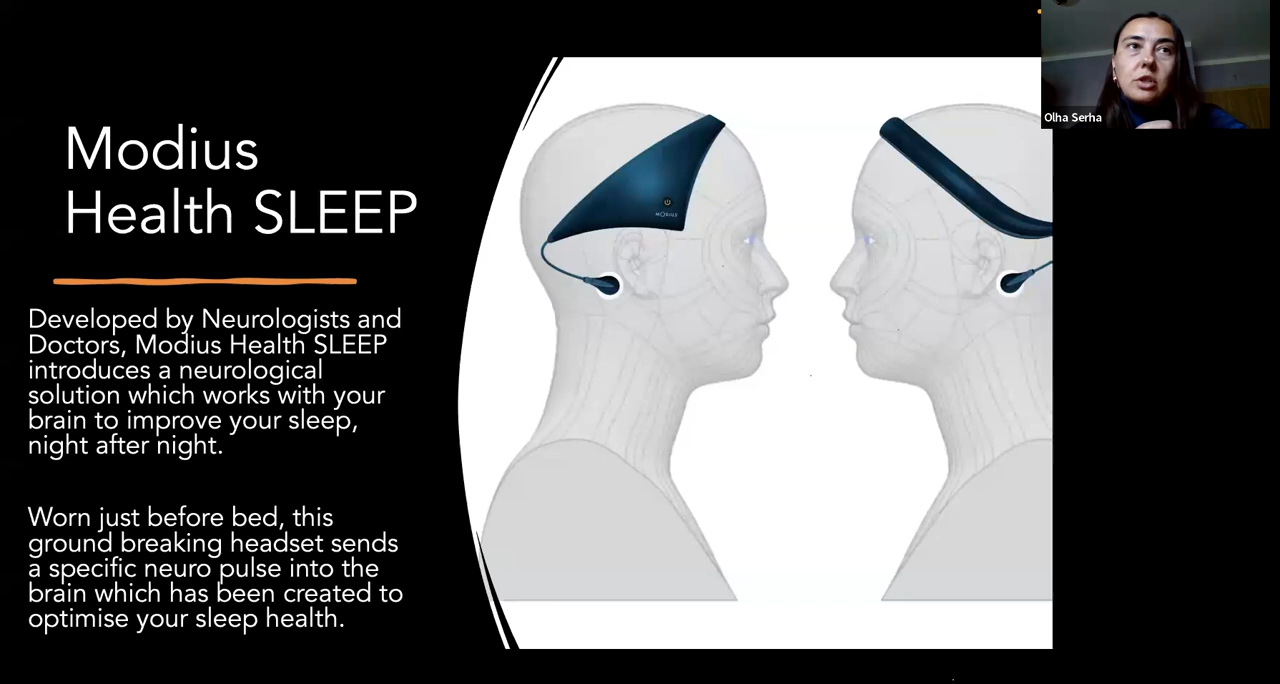 Modius
Health SLEEP
Developed by Neurologists and
Doctors, Modius Health SLEEP
introduces a neurological
solution which works with your
brain to improve your sleep,
night after night.
Worn just before bed, this
ground breaking headset sends
a specific neuro pulse into the
brain which has been created to
optimise your sleep health.
MODIUS
Olha Serha